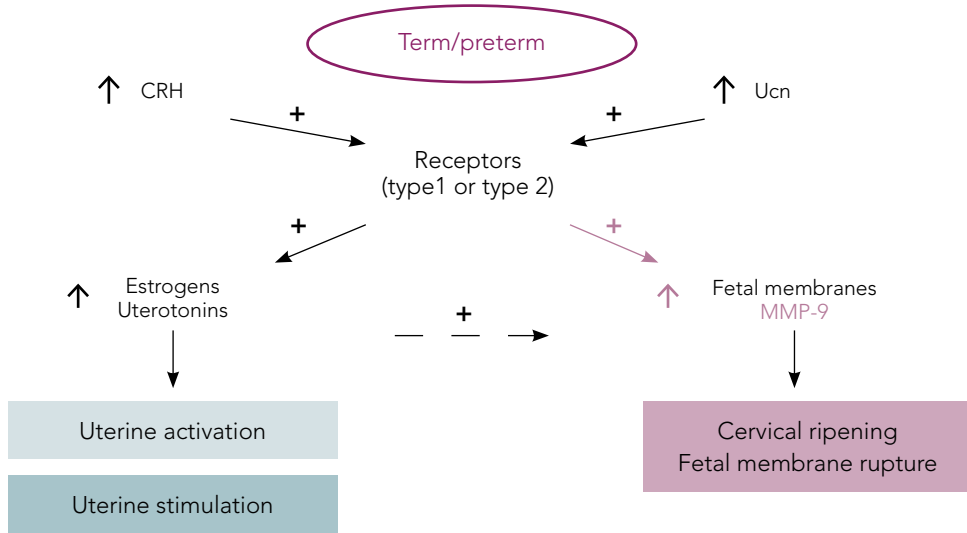 Term/preterm
↑ CRH
+
+
↑ Ucn
Receptors
(type1 or type 2)
+
+
↑ Estrogens
Uterotonins
+
↑ Fetal membranes
MMP-9
Uterine activation
Cervical ripening
Fetal membrane rupture
Uterine stimulation